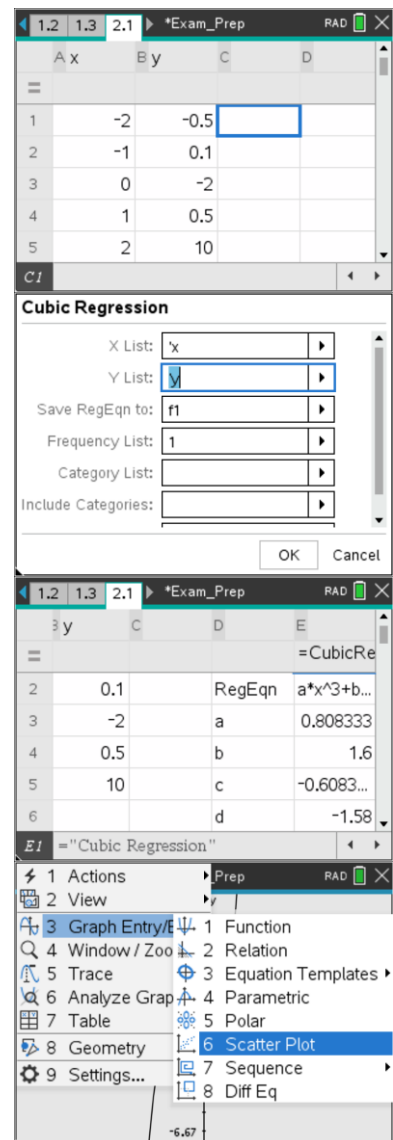 1.2 1.3 2.1 *Exam_Prep RAD
A x B y C D
=
1 -2 -0.5
2 -1 0.1
3 0 -2
4 1 0.5
5 2 10
C1
Cubic Regression
X List: 'x
Y List: y
Save RegEqn to: f1
Frequency List: 1
Category List:
Include Categories:
OK Cancel
1.2 1.3 2.1 *Exam_Prep RAD
y C D E
= =CubicRe
2 0.1 RegEqn a*x^3+b...
3 -2 a 0.808333
4 0.5 b 1.6
5 10 c -0.6083...
6 d -1.58
E1 ="Cubic Regression"
1 Actions _Prep RAD
2 View y
3 Graph Entry/E 1 Function
4 Window / Zoo 2 Relation
5 Trace 3 Equation Templates
6 Analyze Grap 4 Parametric
7 Table 5 Polar
8 Geometry 6 Scatter Plot
9 Settings... 7 Sequence
8 Diff Eq
-6.67